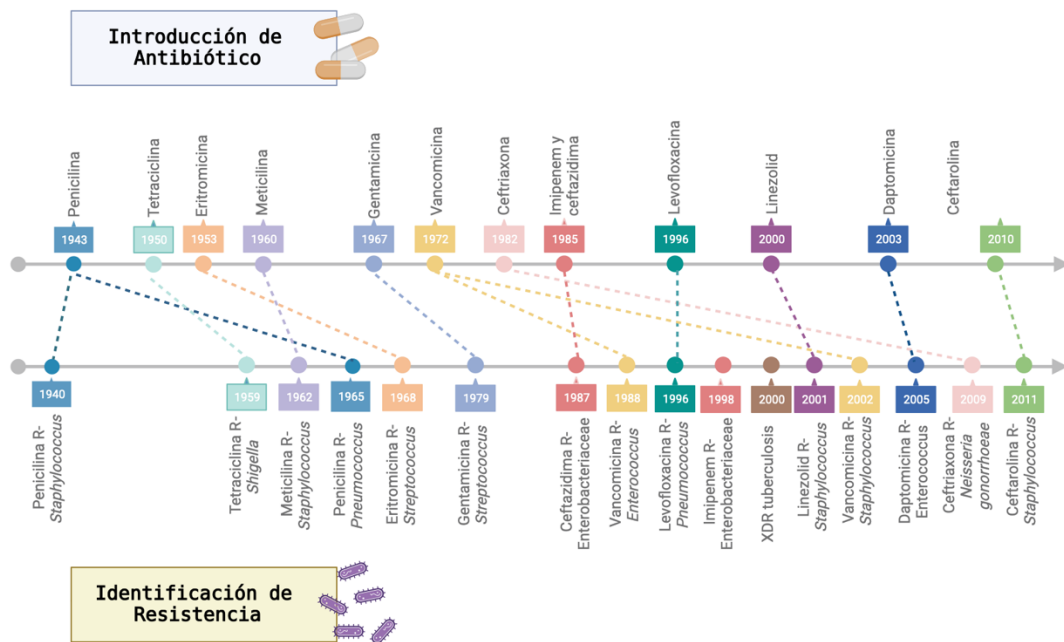 Introducción de
Antibiótico
Penicilina
Tetraciclina
Eritromicina
Meticilina
Gentamicina
Vancomicina
Ceftriaxona
Imipenem y
ceftazidima
Levofloxacina
Linezolid
Daptomicina
Ceftarolina
1943
1950
1953
1960
1967
1972
1982
1985
1996
2000
2003
2010
1940
1959
1962
1965
1968
1979
1987
1988
1996
1998
2000
2001
2002
2005
2009
2011
Penicilina R-
Staphylococcus
Tetraciclina R-
Shigella
Meticilina R-
Staphylococcus
Penicilina R-
Pneumococcus
Eritromicina R-
Streptococcus
Gentamicina R-
Streptococcus
Ceftazidima R-
Enterobacteriaceae
Vancomicina R-
Enterococcus
Levofloxacina R-
Pneumococcus
Imipenem R-
Enterobacteriaceae
XDR tuberculosis
Linezolid R-
Staphylococcus
Vancomicina R-
Staphylococcus
Daptomicina R-
Enterococcus
Ceftriaxona R-
Neisseria
gonorrhoeae
Ceftarolina R-
Staphylococcus
Identificación de
Resistencia